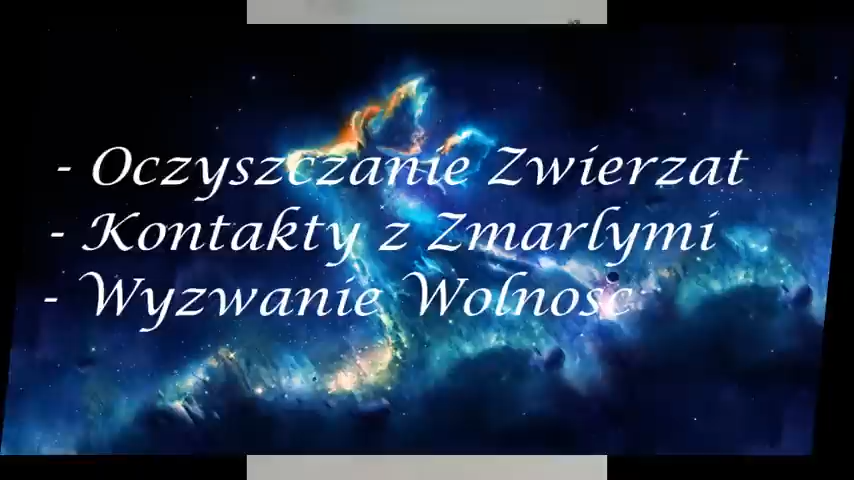 - Oczyszczanie Zwierzat
- Kontakty z Zmarlymi
- Wyzwanie Wolnosc